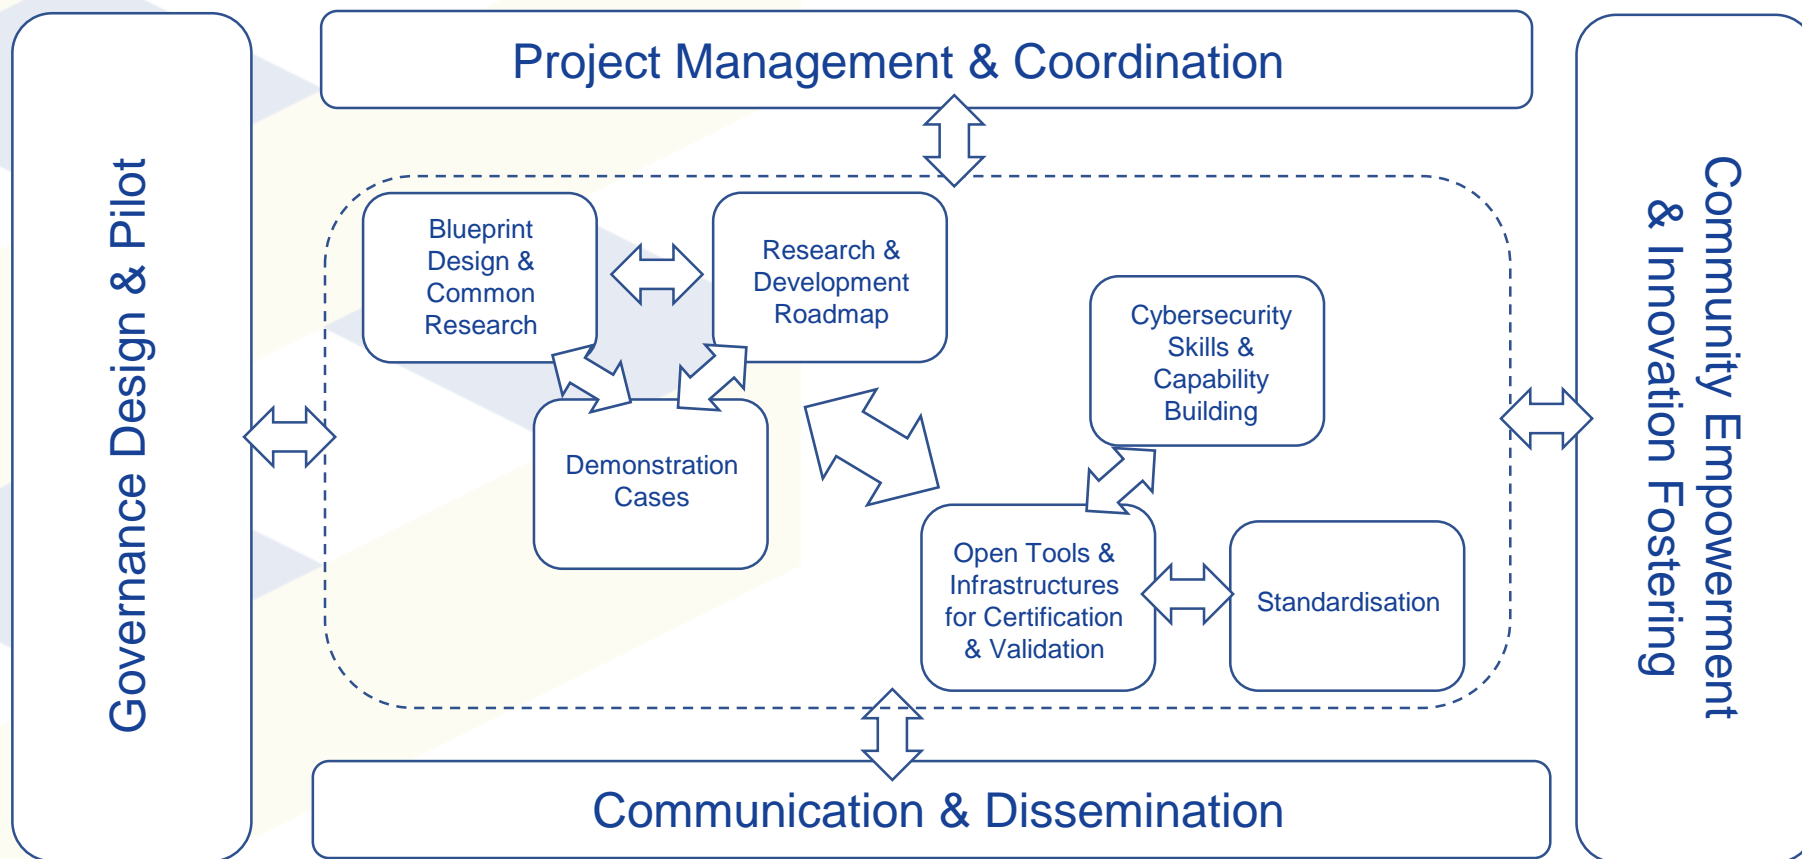 Project Management & Coordination
Governance Design & Pilot
Blueprint
Design &
Common
Research
Research &
Development
Roadmap
Demonstration
Cases
Cybersecurity
Skills &
Capability
Building
Open Tools &
Infrastructures
for Certification
& Validation
Standardisation
Community Empowerment
& Innovation Fostering
Communication & Dissemination